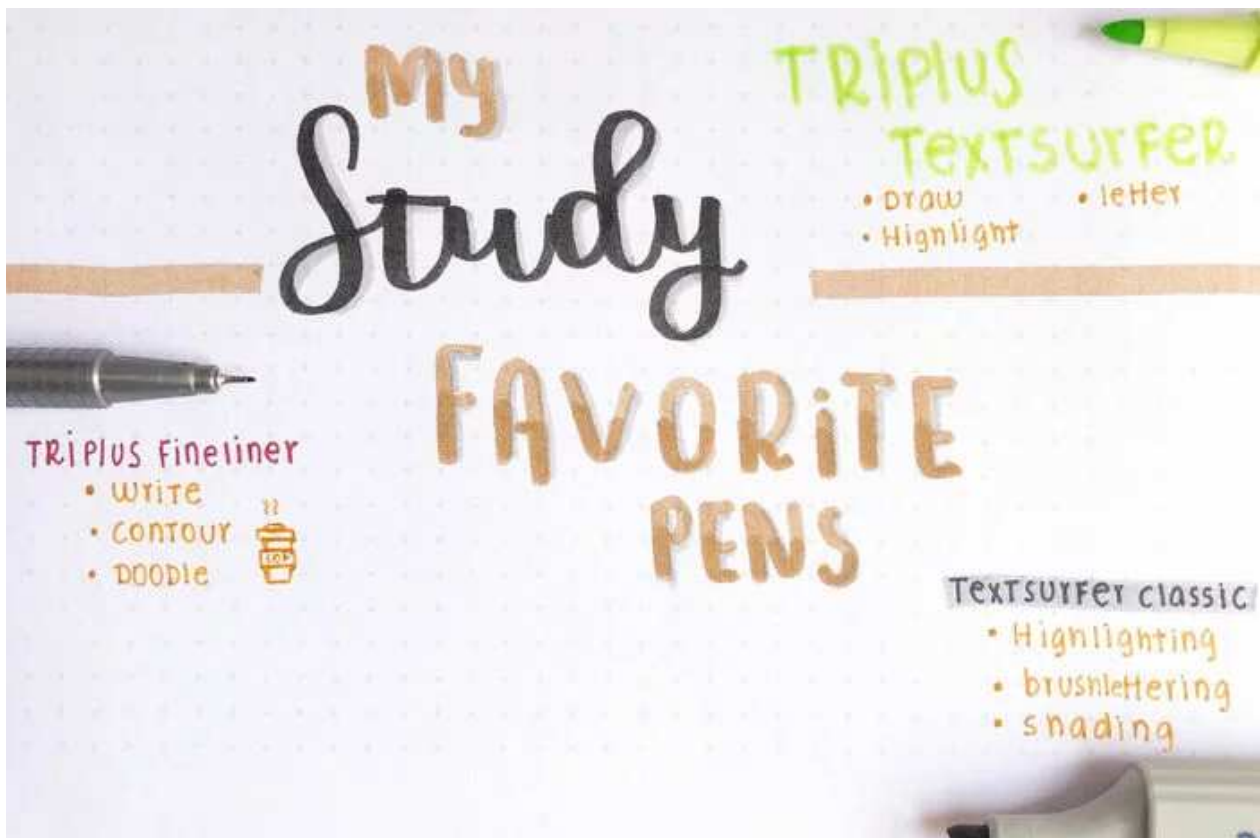 My
Study
FAVORiTE
PENS
TRiPlUS
TexTSUrFer
• Draw
• letter
• Highlight
TRiPlUS Fineliner
• write
• contour
• DOODle
TexTSUrFer classic
• Highlighting
• brushlettering
• shading